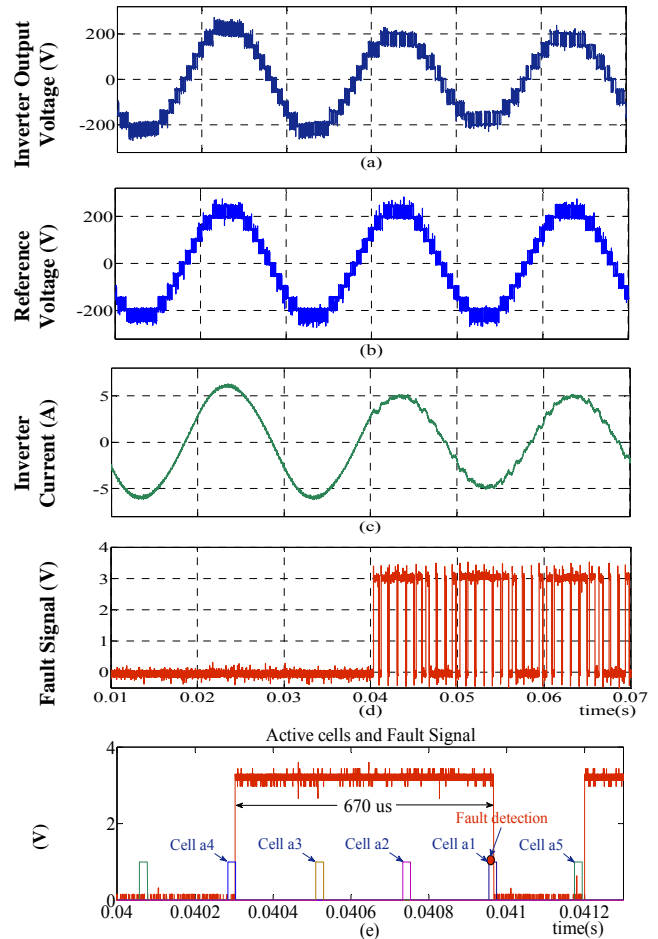 Inverter Output
Voltage (V)
200
0
-200
(a)
Reference
Voltage (V)
200
0
-200
(b)
Inverter
Current (A)
5
0
-5
(c)
Fault Signal (V)
4
3
2
1
0
0.01 0.02 0.03 0.04 0.05 0.06 0.07
(d) time(s)
Active cells and Fault Signal
(V)
4
2
0
670 us
Fault detection
Cell a4 Cell a3 Cell a2 Cell a1 Cell a5
0.04 0.0402 0.0404 0.0406 0.0408 0.041 0.0412
(e) time(s)